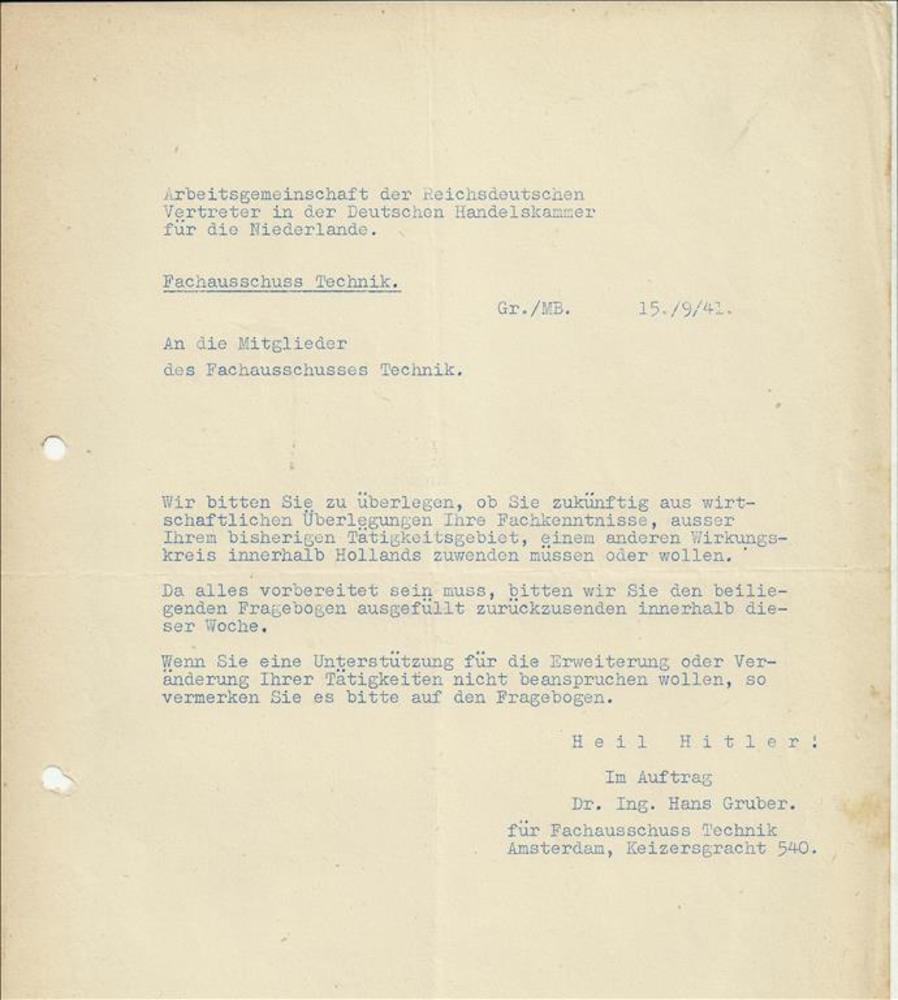 Arbeitsgemeinschaft der Reichsdeutschen
Vertreter in der Deutschen Handelskammer
für die Niederlande.
Fachausschuss Technik.
Gr./MB. 15./9/41.
An die Mitglieder
des Fachausschusses Technik.
Wir bitten Sie zu überlegen, ob Sie zukünftig aus wirt-
schaftlichen Überlegungen Ihre Fachkenntnisse, ausser
Ihrem bisherigen Tätigkeitsgebiet, einem anderen Wirkungs-
kreis innerhalb Hollands zuwenden müssen oder wollen.
Da alles vorbereitet sein muss, bitten wir Sie den beilie-
genden Fragebogen ausgefüllt zurückzusenden innerhalb die-
ser Woche.
Wenn Sie eine Unterstützung für die Erweiterung oder Ver-
änderung Ihrer Tätigkeiten nicht beanspruchen wollen, so
vermerken Sie es bitte auf den Fragebogen.
Heil Hitler!
Im Auftrag
Dr. Ing. Hans Gruber.
für Fachausschuss Technik
Amsterdam, Keizersgracht 540.